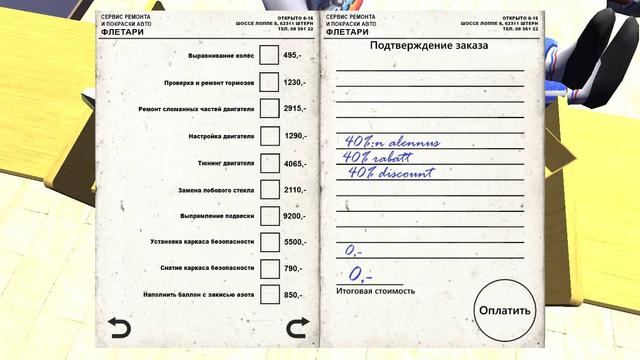 СЕРВИС РЕМОНТА
И ПОКРАСКИ АВТО
ФЛЕТАРИ
ОТКРЫТО 8-16
ШОССЕ ЛОППЕ 5, 62311 ШТЕРН
ТЕЛ. 08 561 22
Выравнивание колёс 495,-
Проверка и ремонт тормозов 1230,-
Ремонт сломанных частей двигателя 2915,-
Настройка двигателя 1290,-
Тюнинг двигателя 4065,-
Замена лобового стекла 2110,-
Выпрямление подвески 9200,-
Установка каркаса безопасности 5500,-
Снятие каркаса безопасности 790,-
Наполнить баллон с закисью азота 850,-
СЕРВИС РЕМОНТА
И ПОКРАСКИ АВТО
ФЛЕТАРИ
ОТКРЫТО 8-16
ШОССЕ ЛОППЕ 5, 62311 ШТЕРН
ТЕЛ. 08 561 22
Подтверждение заказа
40%:n alennus
40% rabatt
40% discount
0,-
0,-
Итоговая стоимость
Оплатить